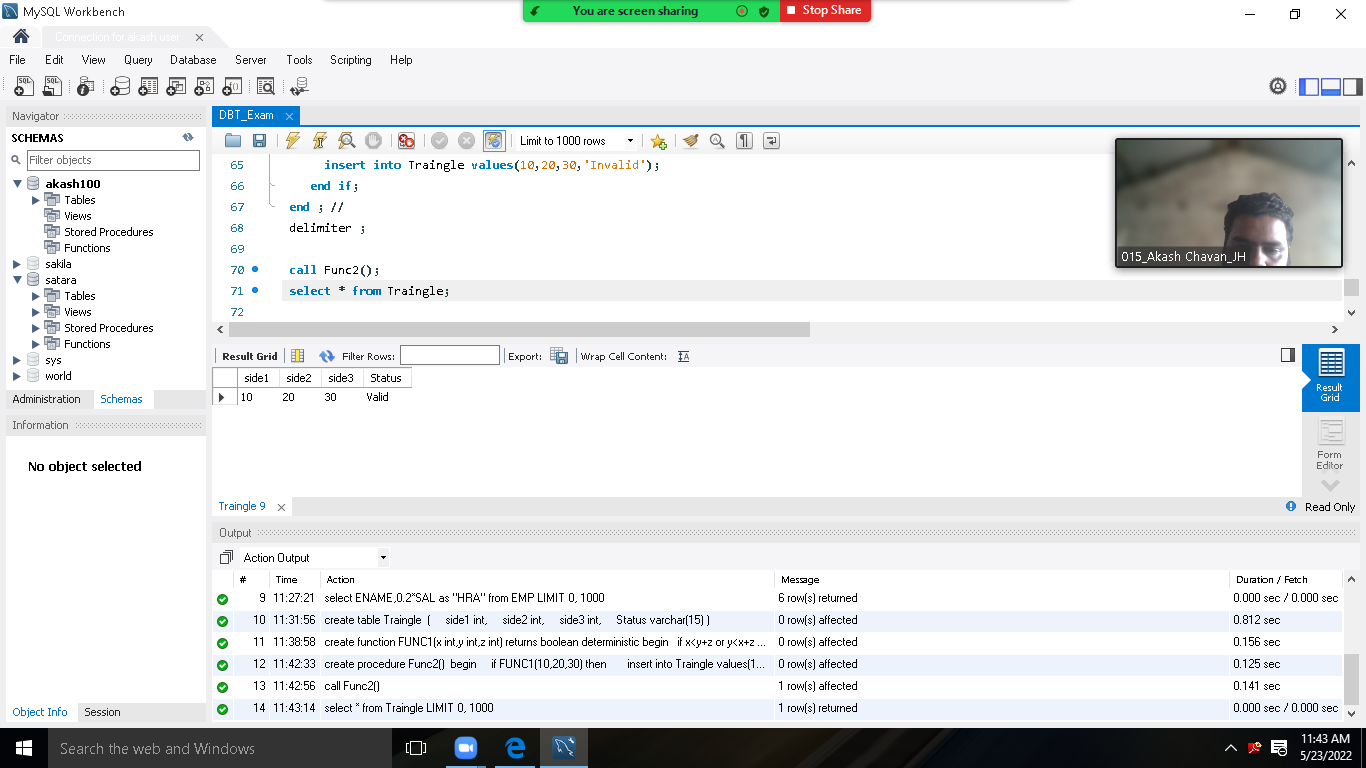 MySQL Workbench
You are screen sharing
Stop Share
Connection for akash user
File Edit View Query Database Server Tools Scripting Help
Navigator
SCHEMAS
Filter objects
akash100
Tables
Views
Stored Procedures
Functions
sakila
satara
Tables
Views
Stored Procedures
Functions
sys
world
Administration Schemas
Information
No object selected
Object Info Session
DBT_Exam
Limit to 1000 rows
65 insert into Traingle values(10,20,30,'Invalid');
66 end if;
67 end ; //
68 delimiter ;
69
70 call Func2();
71 select * from Traingle;
72
015_Akash Chavan_JH
Result Grid Filter Rows: Export: Wrap Cell Content:
side1 side2 side3 Status
10 20 30 Valid
Result
Grid
Form
Editor
Traingle 9
Read Only
Output
Action Output
# Time Action Message Duration / Fetch
9 11:27:21 select ENAME,0.2*SAL as "HRA" from EMP LIMIT 0, 1000 6 row(s) returned 0.000 sec / 0.000 sec
10 11:31:56 create table Traingle ( side1 int, side2 int, side3 int, Status varchar(15) ) 0 row(s) affected 0.812 sec
11 11:38:58 create function FUNC1(x int,y int,z int) returns boolean deterministic begin if x<y+z or y<x+z ... 0 row(s) affected 0.156 sec
12 11:42:33 create procedure Func2() begin if FUNC1(10,20,30) then insert into Traingle values(1... 0 row(s) affected 0.125 sec
13 11:42:56 call Func2() 1 row(s) affected 0.141 sec
14 11:43:14 select * from Traingle LIMIT 0, 1000 1 row(s) returned 0.000 sec / 0.000 sec
Search the web and Windows
11:43 AM
5/23/2022